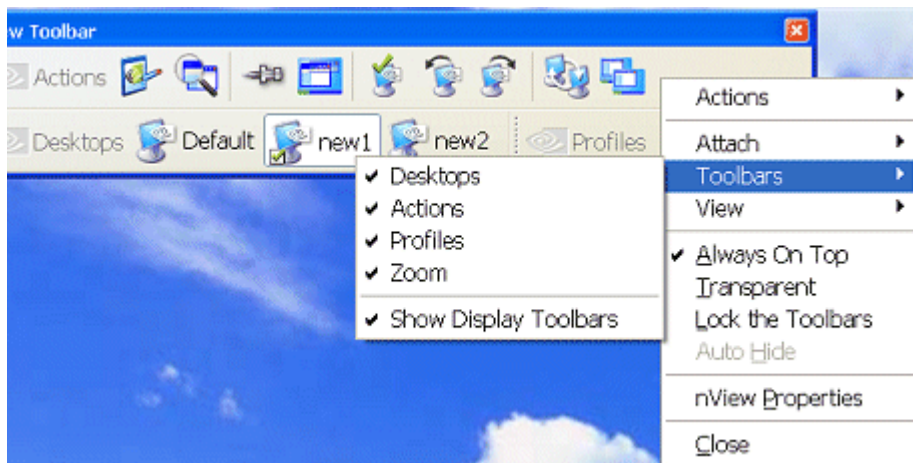 w Toolbar
Actions
Desktops Default new1 new2 Profiles
Desktops
Actions
Profiles
Zoom
Show Display Toolbars
Actions
Attach
Toolbars
View
Always On Top
Transparent
Lock the Toolbars
Auto Hide
nView Properties
Close